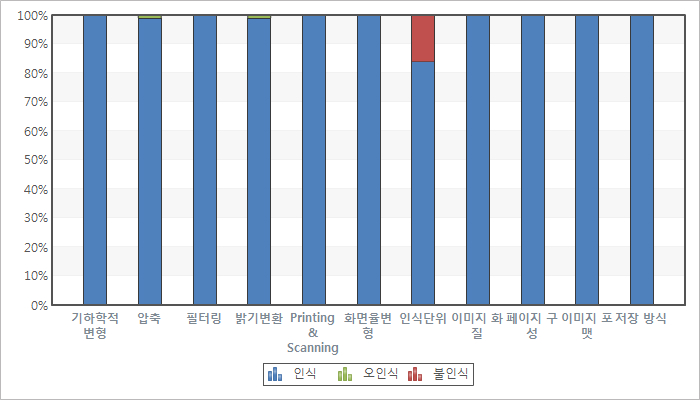 100%
90%
80%
70%
60%
50%
40%
30%
20%
10%
0%
기하학적 변형
압축
필터링
밝기변환
Printing & Scanning
화면율변형
인식단위
이미지 화질
페이지 구성
이미지 포맷
저장 방식
인식
오인식
불인식